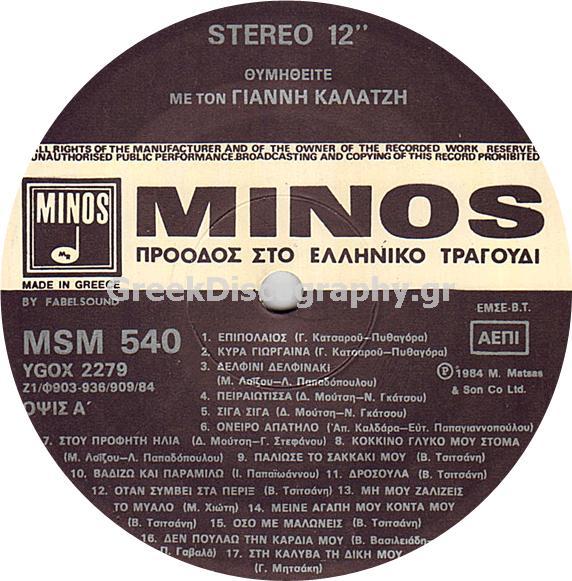 STEREO 12"
ΘΥΜΗΘΕΙΤΕ
ΜΕ ΤΟΝ ΓΙΑΝΝΗ ΚΑΛΑΤΖΗ
ALL RIGHTS OF THE MANUFACTURER AND OF THE OWNER OF THE RECORDED WORK RESERVED
UNAUTHORISED PUBLIC PERFORMANCE.BROADCASTING AND COPYING OF THIS RECORD PROHIBITED
MINOS
MINOS
ΠΡΟΟΔΟΣ ΣΤΟ ΕΛΛΗΝΙΚΟ ΤΡΑΓΟΥΔΙ
MADE IN GREECE
GreekDiscography.gr
BY FABELSOUND
ΕΜΣΕ-Β.Τ.
MSM 540
YGOX 2279
Ζ1/Φ903-936/909/84
ΟΨΙΣ Α΄
ΑΕΠΙ
Ⓟ 1984 M. Matsas
& Son Co Ltd.
1. ΕΠΙΠΟΛΑΙΟΣ (Γ. Κατσαρού-Πυθαγόρα)
2. ΚΥΡΑ ΓΙΩΡΓΑΙΝΑ (Γ. Κατσαρού-Πυθαγόρα)
3. ΔΕΛΦΙΝΙ ΔΕΛΦΙΝΑΚΙ
(Μ. Λοΐζου-Λ. Παπαδόπουλου)
4. ΠΕΙΡΑΙΩΤΙΣΣΑ (Δ. Μούτση-Ν. Γκάτσου)
5. ΣΙΓΑ ΣΙΓΑ (Δ. Μούτση-Ν. Γκάτσου)
6. ΟΝΕΙΡΟ ΑΠΑΤΗΛΟ (Απ. Καλδάρα-Ευτ. Παπαγιαννοπούλου)
7. ΣΤΟΥ ΠΡΟΦΗΤΗ ΗΛΙΑ (Δ. Μούτση-Γ. Στεφάνου) 8. ΚΟΚΚΙΝΟ ΓΛΥΚΟ ΜΟΥ ΣΤΟΜΑ
(Μ. Λοΐζου-Λ. Παπαδόπουλου) 9. ΠΑΛΙΩΣΕ ΤΟ ΣΑΚΚΑΚΙ ΜΟΥ (Β. Τσιτσάνη)
10. ΒΑΔΙΖΩ ΚΑΙ ΠΑΡΑΜΙΛΩ (Ι. Παπαϊωάννου) 11. ΔΡΟΣΟΥΛΑ (Β. Τσιτσάνη)
12. ΟΤΑΝ ΣΥΜΒΕΙ ΣΤΑ ΠΕΡΙΞ (Β. Τσιτσάνη) 13. ΜΗ ΜΟΥ ΖΑΛΙΖΕΙΣ
ΤΟ ΜΥΑΛΟ (Μ. Χιώτη) 14. ΜΕΙΝΕ ΑΓΑΠΗ ΜΟΥ ΚΟΝΤΑ ΜΟΥ
(Β. Τσιτσάνη) 15. ΟΣΟ ΜΕ ΜΑΛΩΝΕΙΣ (Β. Τσιτσάνη)
16. ΔΕΝ ΠΟΥΛΑΩ ΤΗΝ ΚΑΡΔΙΑ ΜΟΥ (Β. Βασιλειάδη-
Π. Γαβαλά) 17. ΣΤΗ ΚΑΛΥΒΑ ΤΗ ΔΙΚΗ ΜΟΥ
(Γ. Μητσάκη)